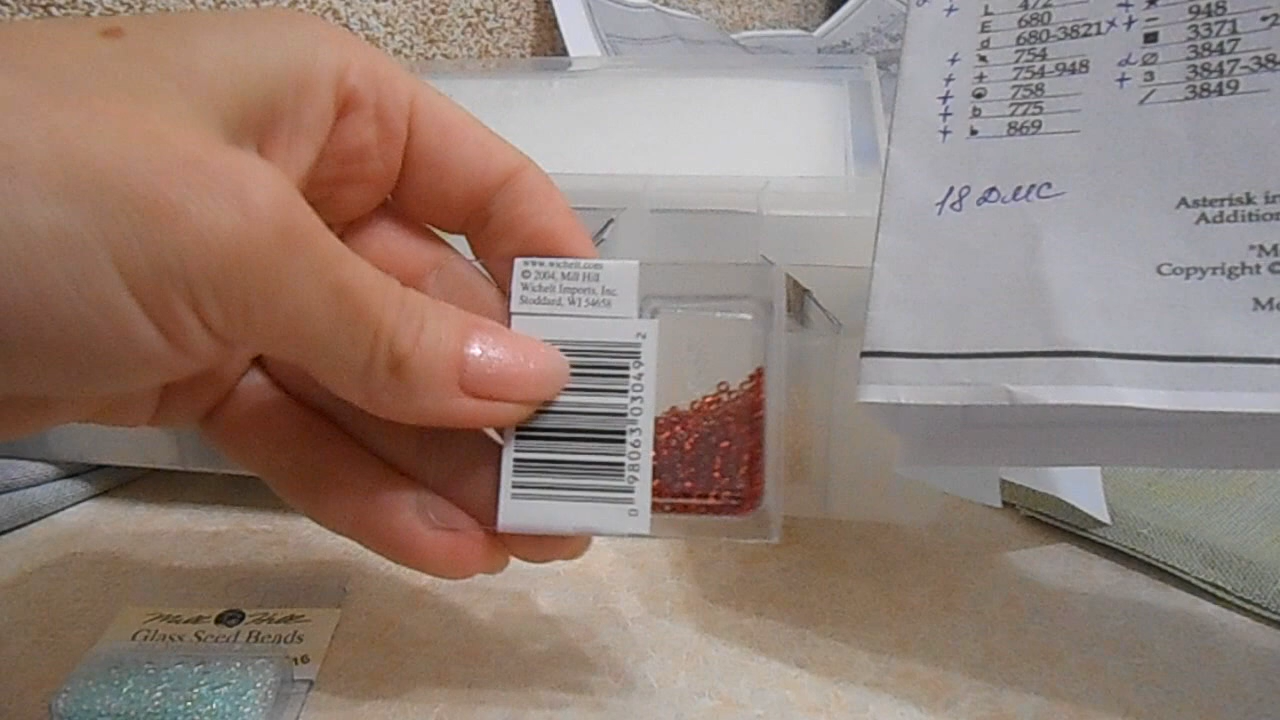 www.wichelt.com
© 2004, Mill Hill
Wichelt Imports, Inc.
Stoddard, WI 54658
0 98063 03049 2
Mill Hill
Glass Seed Beads
16
+ L 472
E 680
d 680-3821
+ 754
+ + 754-948
+ 758
+ b 775
+ 869
+ 948
x + – 3371
3847
+ 3 3847-38
/ 3849
18 DMC
Asterisk in
Addition
"M
Copyright ©